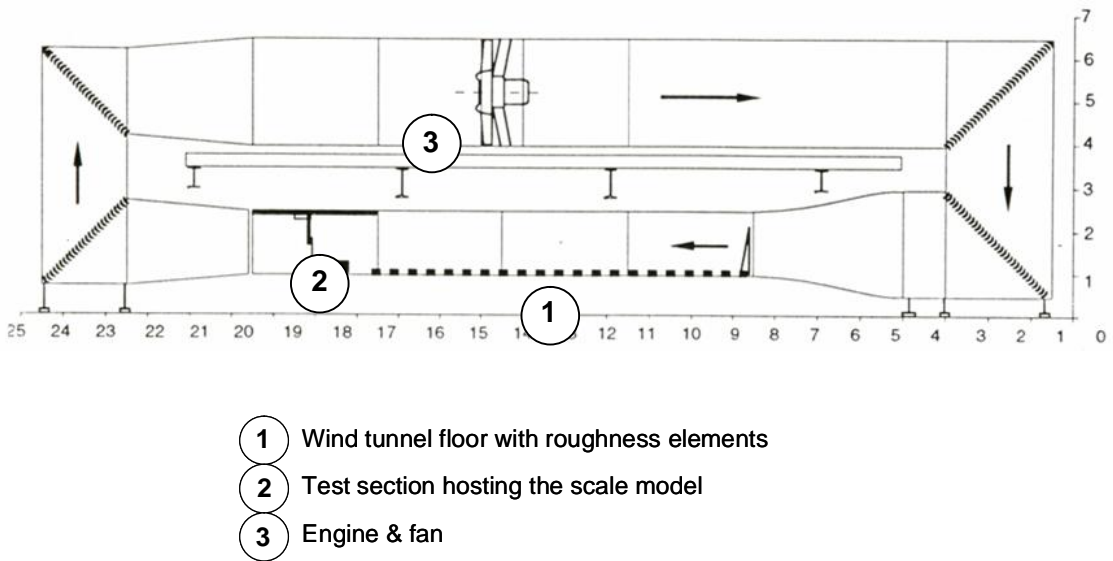 7
6
5
4
3
2
1
3
2
1
25 24 23 22 21 20 19 18 17 16 15 14 12 11 10 9 8 7 6 5 4 3 2 1 0
1 Wind tunnel floor with roughness elements
2 Test section hosting the scale model
3 Engine & fan